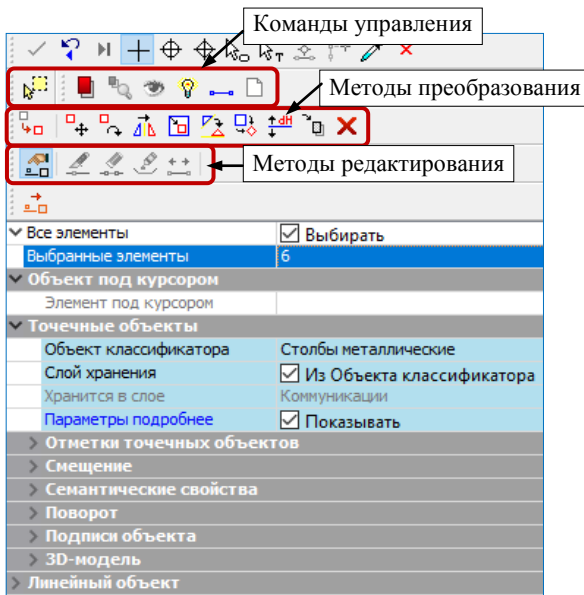 Команды управления
Методы преобразования
dH
Методы редактирования
Все элементы Выбирать
Выбранные элементы 6
Объект под курсором
Элемент под курсором
Точечные объекты
Объект классификатора Столбы металлические
Слой хранения Из Объекта классификатора
Хранится в слое Коммуникации
Параметры подробнее Показывать
Отметки точечных объектов
Смещение
Семантические свойства
Поворот
Подписи объекта
3D-модель
Линейный объект